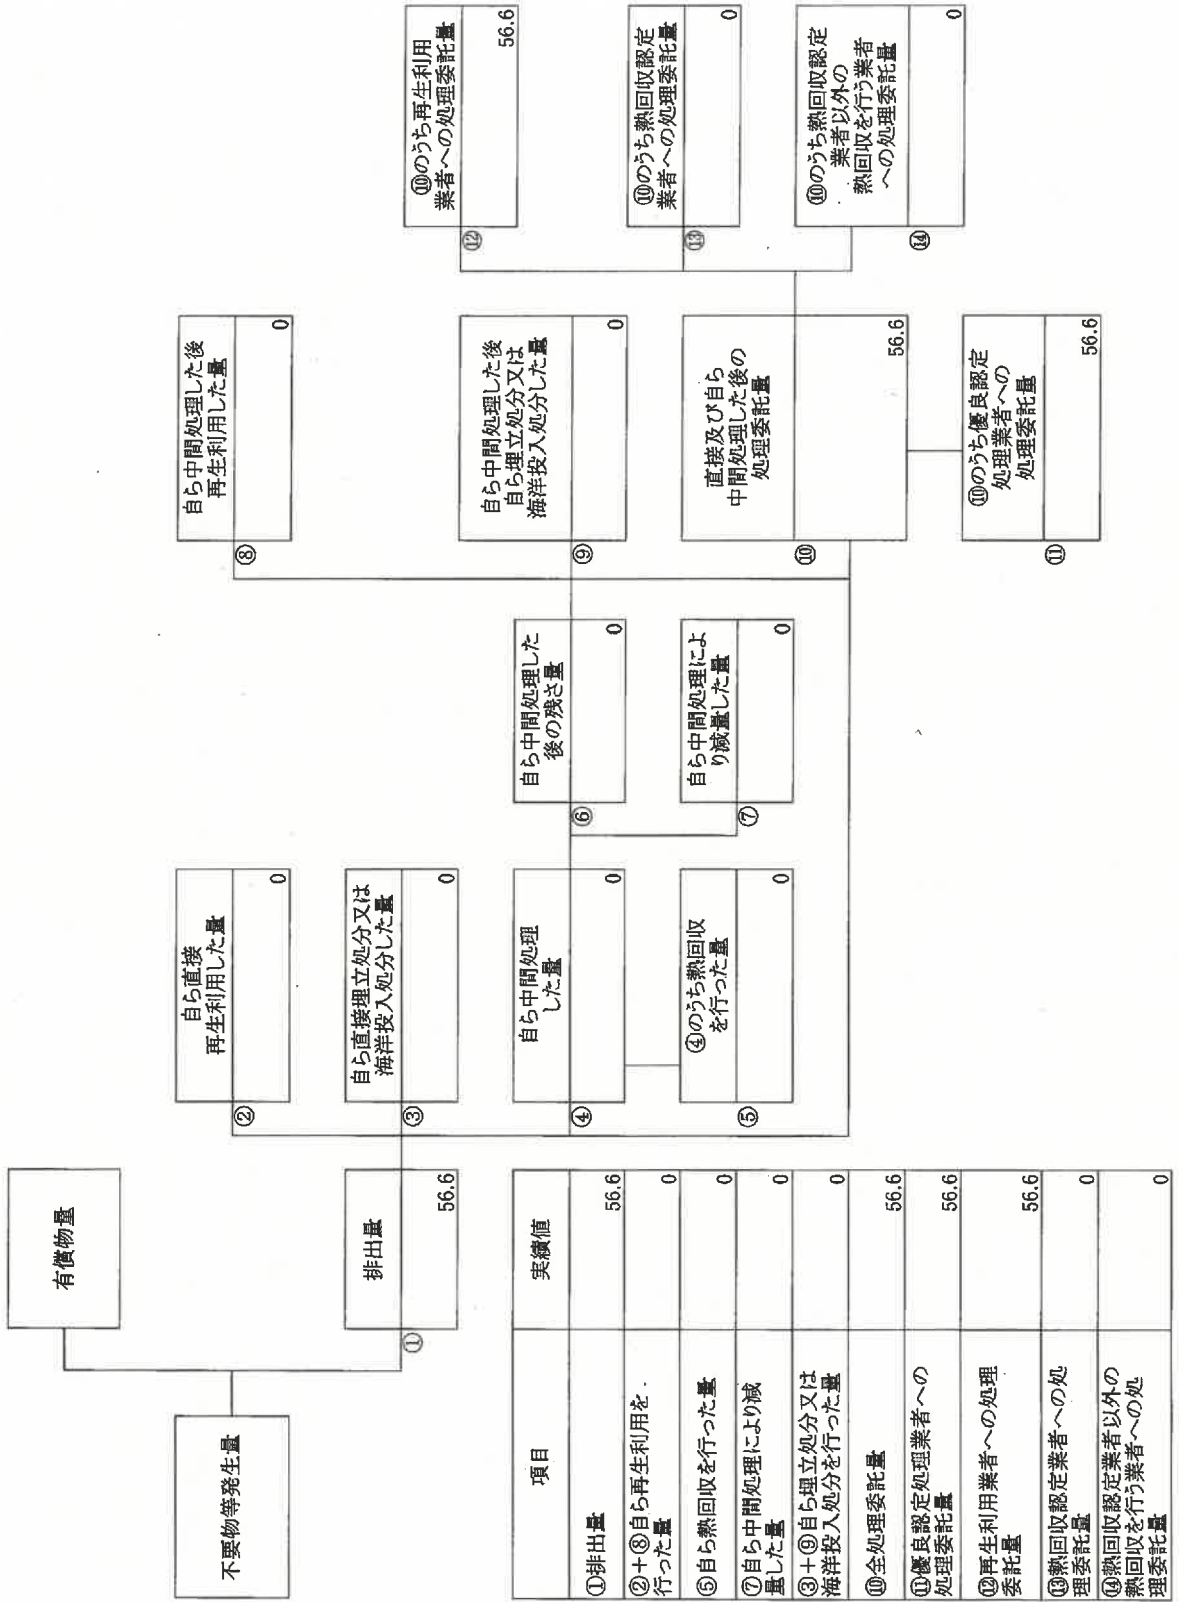 不要物等発生量
有償物量
① 排出量
56.6
② 自ら直接
再生利用した量
0
③ 自ら直接埋立処分又は
海洋投入処分した量
0
④ 自ら中間処理
した量
0
⑤ ④のうち熱回収
を行った量
0
⑥ 自ら中間処理した
後の残さ量
0
⑦ 自ら中間処理によ
り減量した量
0
⑧ 自ら中間処理した後
再生利用した量
0
⑨ 自ら中間処理した後
自ら埋立処分又は
海洋投入処分した量
0
⑩ 直接及び自ら
中間処理した後の
処理委託量
56.6
⑪ ⑩のうち優良認定
処理業者への
処理委託量
56.6
⑫ ⑩のうち再生利用
業者への処理委託量
56.6
⑬ ⑩のうち熱回収認定
業者への処理委託量
0
⑭ ⑩のうち熱回収認定
業者以外の
熱回収を行う業者
への処理委託量
0
項目 実績値
①排出量 56.6
②+⑧自ら再生利用を
行った量 0
⑤自ら熱回収を行った量 0
⑦自ら中間処理により減
量した量 0
③+⑨自ら埋立処分又は
海洋投入処分を行った量 0
⑩全処理委託量 56.6
⑪優良認定処理業者への
処理委託量 56.6
⑫再生利用業者への処理
委託量 56.6
⑬熱回収認定業者への処
理委託量 0
⑭熱回収認定業者以外の
熱回収を行う業者への処
理委託量 0